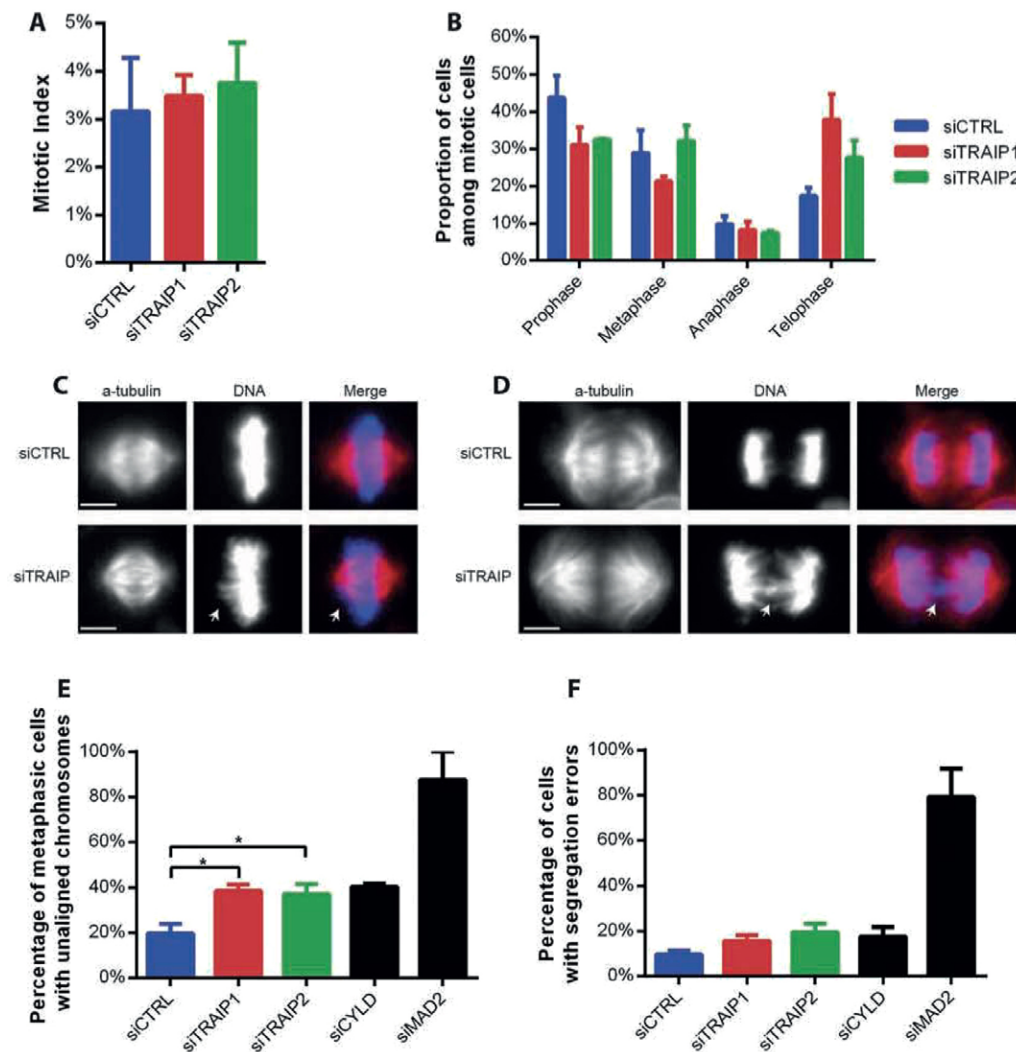 A
5%
4%
3%
2%
1%
0%
Mitotic Index
siCTRL
siTRAIP1
siTRAIP2
B
60%
50%
40%
30%
20%
10%
0%
Proportion of cells
among mitotic cells
Prophase
Metaphase
Anaphase
Telophase
siCTRL
siTRAIP1
siTRAIP2
C
a-tubulin DNA Merge
siCTRL
siTRAIP
D
a-tubulin DNA Merge
siCTRL
siTRAIP
E
100%
80%
60%
40%
20%
0%
Percentage of metaphasic cells
with unaligned chromosomes
*
*
siCTRL
siTRAIP1
siTRAIP2
siCYLD
siMAD2
F
100%
80%
60%
40%
20%
0%
Percentage of cells
with segregation errors
siCTRL
siTRAIP1
siTRAIP2
siCYLD
siMAD2